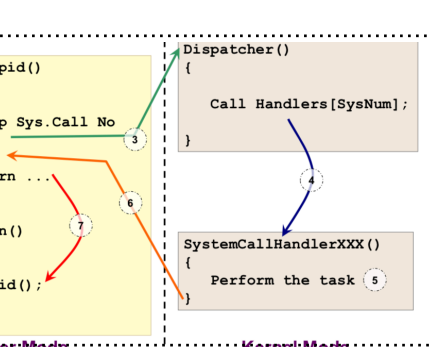 pid()
p Sys.Call No
3
rn ...
6
7
n()
id();
Dispatcher()
{
Call Handlers[SysNum];
}
4
SystemCallHandlerXXX()
{
Perform the task 5
}